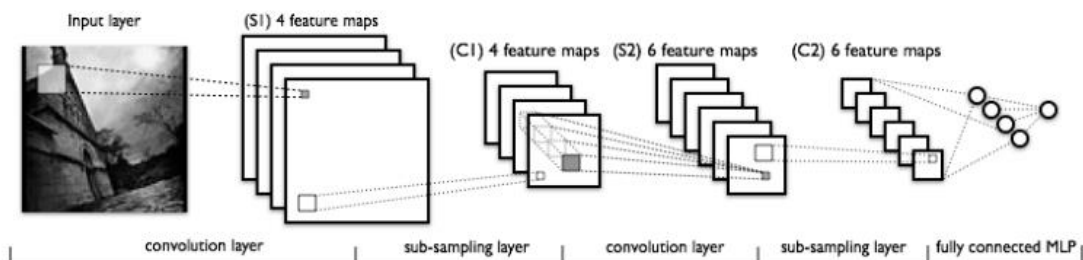 Input layer
(S1) 4 feature maps
(C1) 4 feature maps
(S2) 6 feature maps
(C2) 6 feature maps
convolution layer
sub-sampling layer
convolution layer
sub-sampling layer
fully connected MLP